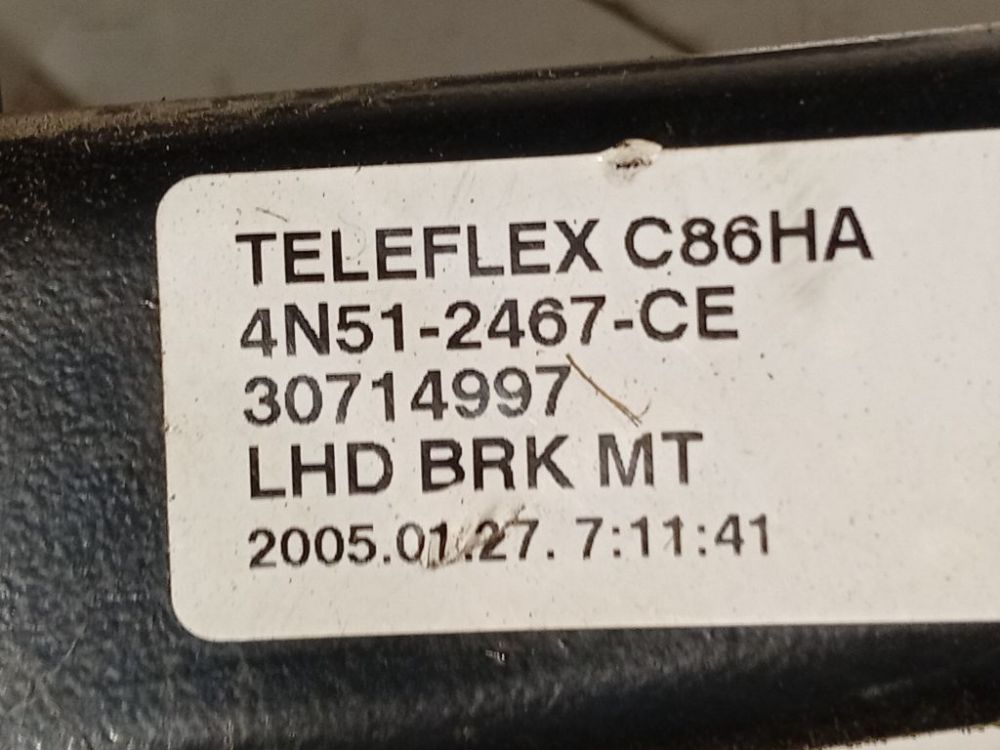 TELEFLEX C86HA
4N51-2467-CE
30714997
LHD BRK MT
2005.01.27. 7:11:41